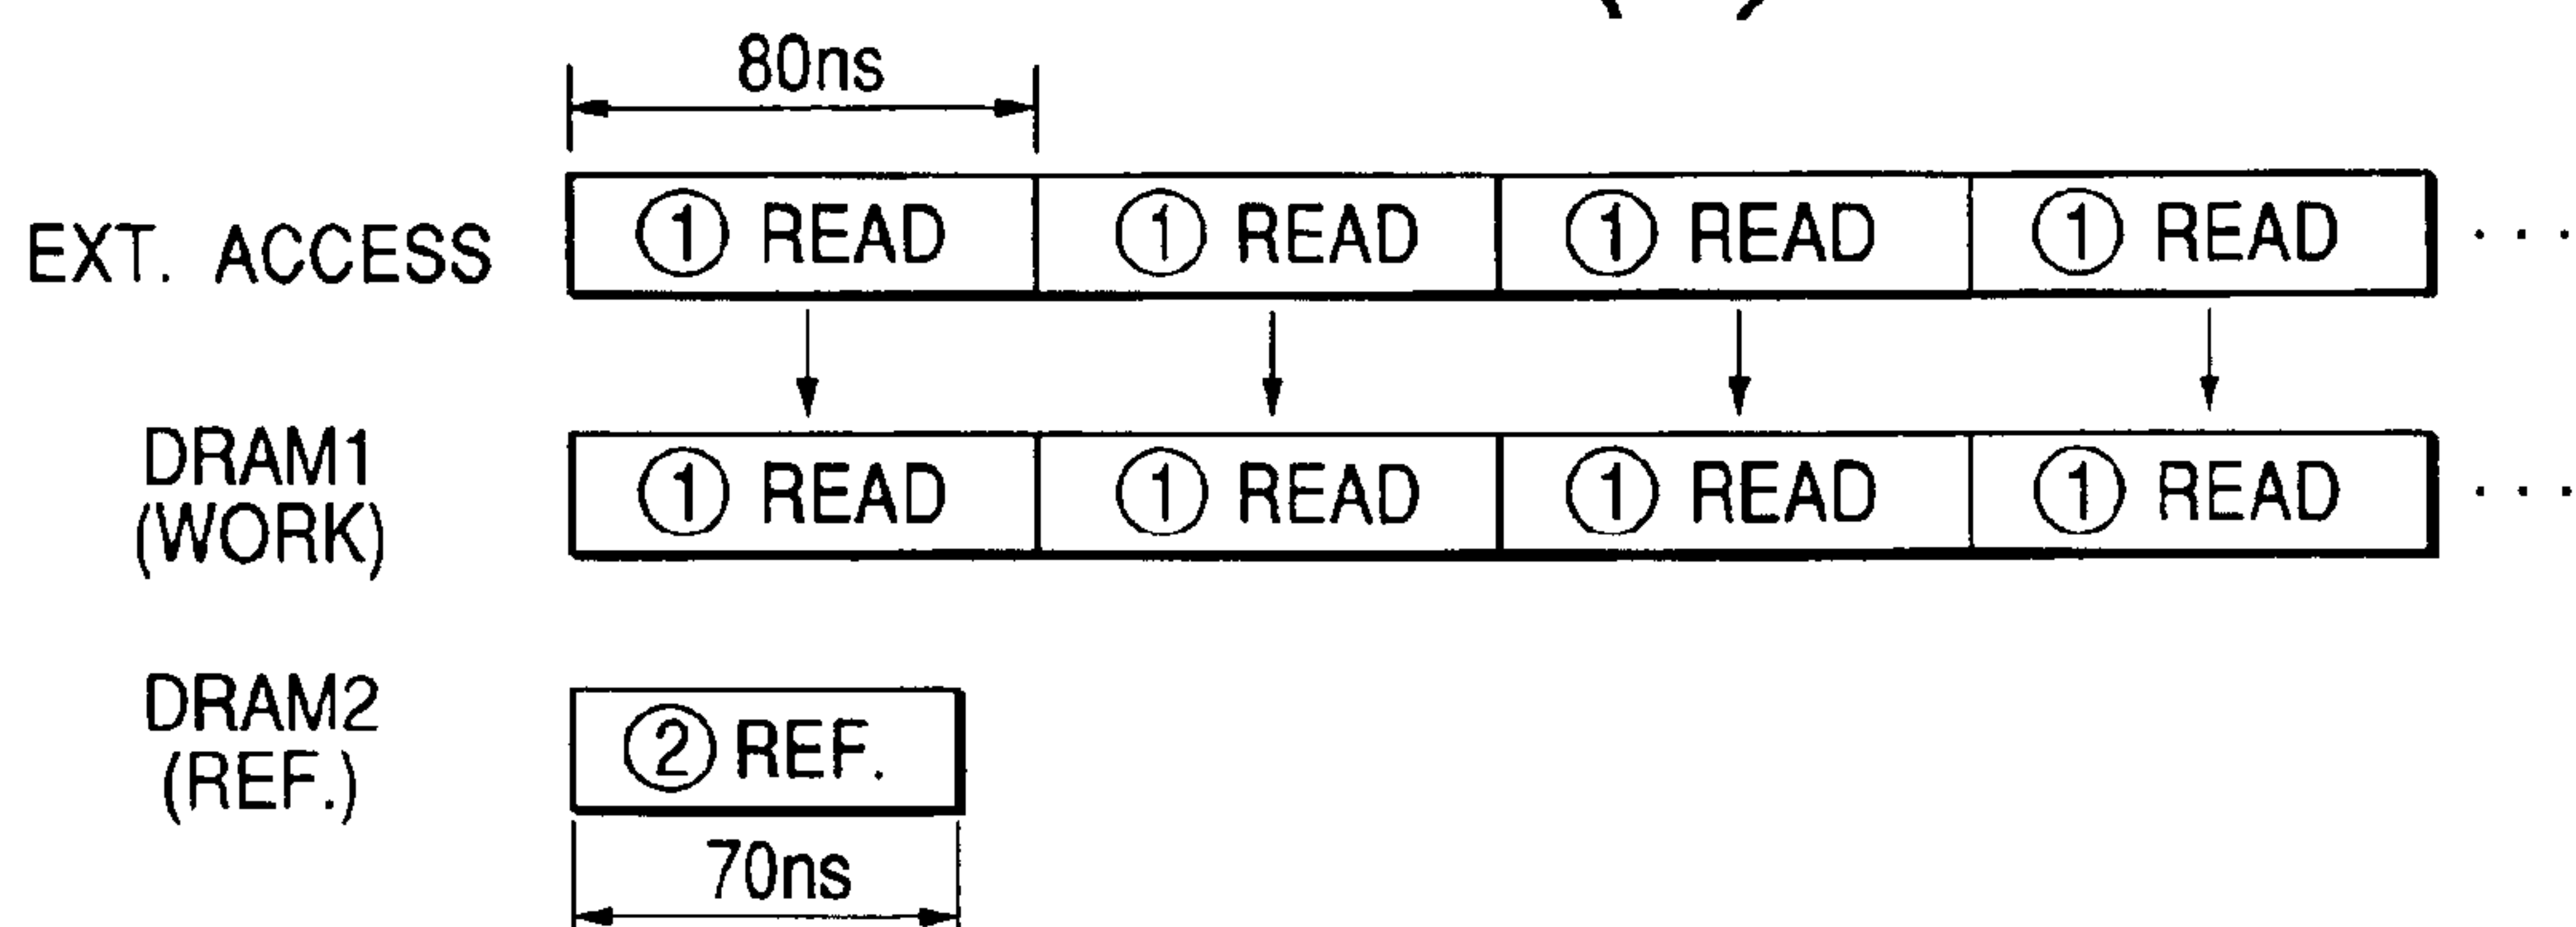 80ns
EXT. ACCESS ① READ ① READ ① READ ① READ ...
DRAM1
(WORK)
① READ ① READ ① READ ① READ ...
DRAM2
(REF.)
② REF.
70ns